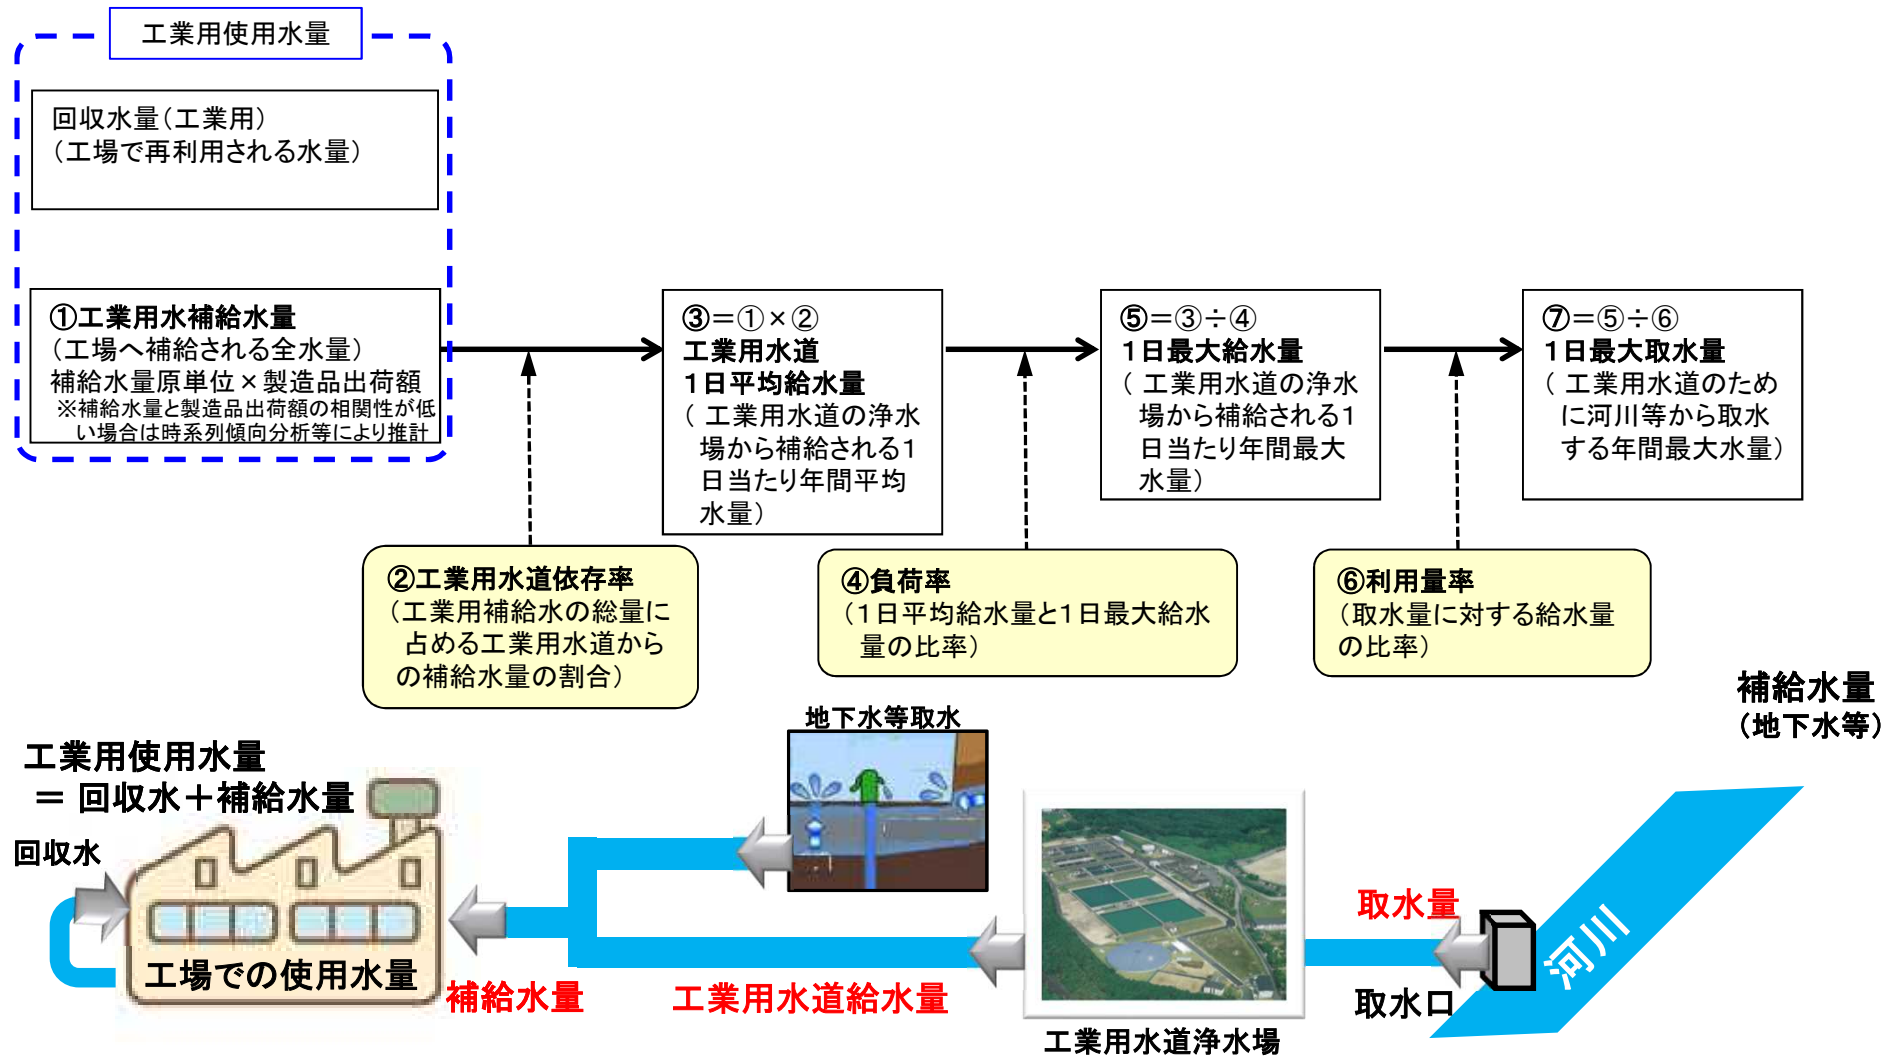 工業用使用水量
回収水量(工業用)
(工場で再利用される水量)
①工業用水補給水量
(工場へ補給される全水量)
補給水量原単位×製造品出荷額
※補給水量と製造品出荷額の相関性が低
い場合は時系列傾向分析等により推計
③=①×②
工業用水道
1日平均給水量
( 工業用水道の浄水
場から補給される1
日当たり年間平均
水量)
⑤=③÷④
1日最大給水量
( 工業用水道の浄水
場から補給される1
日当たり年間最大
水量)
⑦=⑤÷⑥
1日最大取水量
( 工業用水道のため
に河川等から取水
する年間最大水量)
②工業用水道依存率
(工業用補給水の総量に
占める工業用水道から
の補給水量の割合)
④負荷率
(1日平均給水量と1日最大給水
量の比率)
⑥利用量率
(取水量に対する給水量
の比率)
補給水量
(地下水等)
地下水等取水
工業用使用水量
= 回収水+補給水量
回収水
工場での使用水量
補給水量
工業用水道給水量
工業用水道浄水場
取水量
取水口
河川